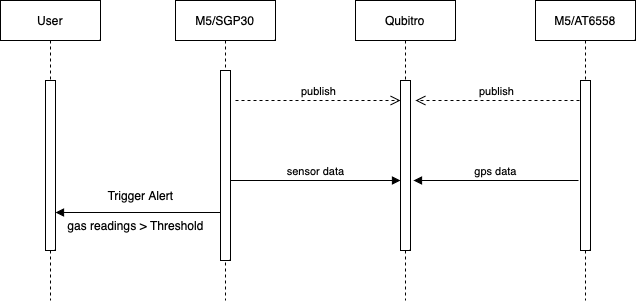 User
M5/SGP30
Qubitro
M5/AT6558
publish
publish
sensor data
gps data
Trigger Alert
gas readings > Threshold